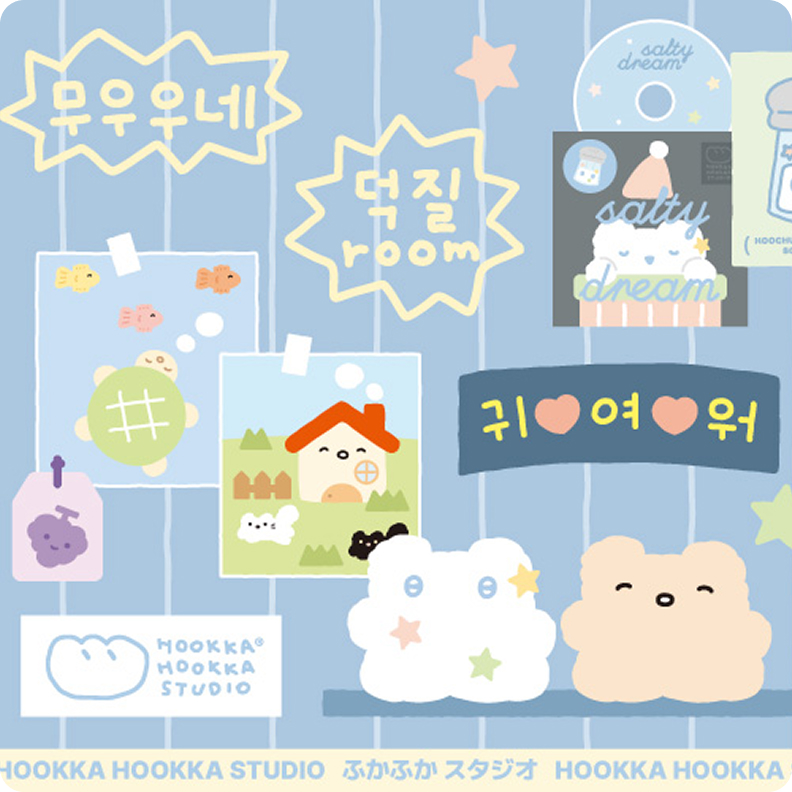 무우우네
덕질
room
salty
dream
salty
dream
귀♥여♥워
HOOKKA®
HOOKKA
STUDIO
HOOKKA HOOKKA STUDIO ふかふか スタジオ HOOKKA HOOKKA